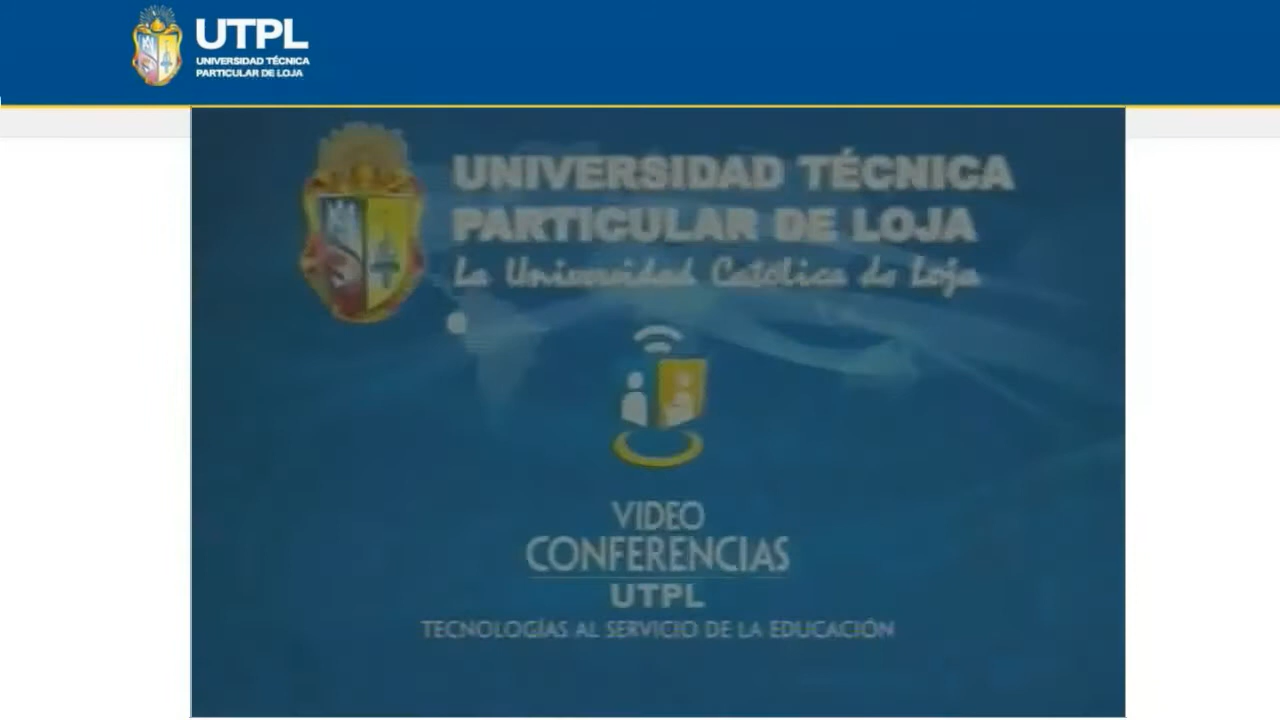 UTPL
UNIVERSIDAD TÉCNICA
PARTICULAR DE LOJA
UNIVERSIDAD TÉCNICA
PARTICULAR DE LOJA
La Universidad Católica de Loja
VIDEO
CONFERENCIAS
UTPL
TECNOLOGÍAS AL SERVICIO DE LA EDUCACIÓN